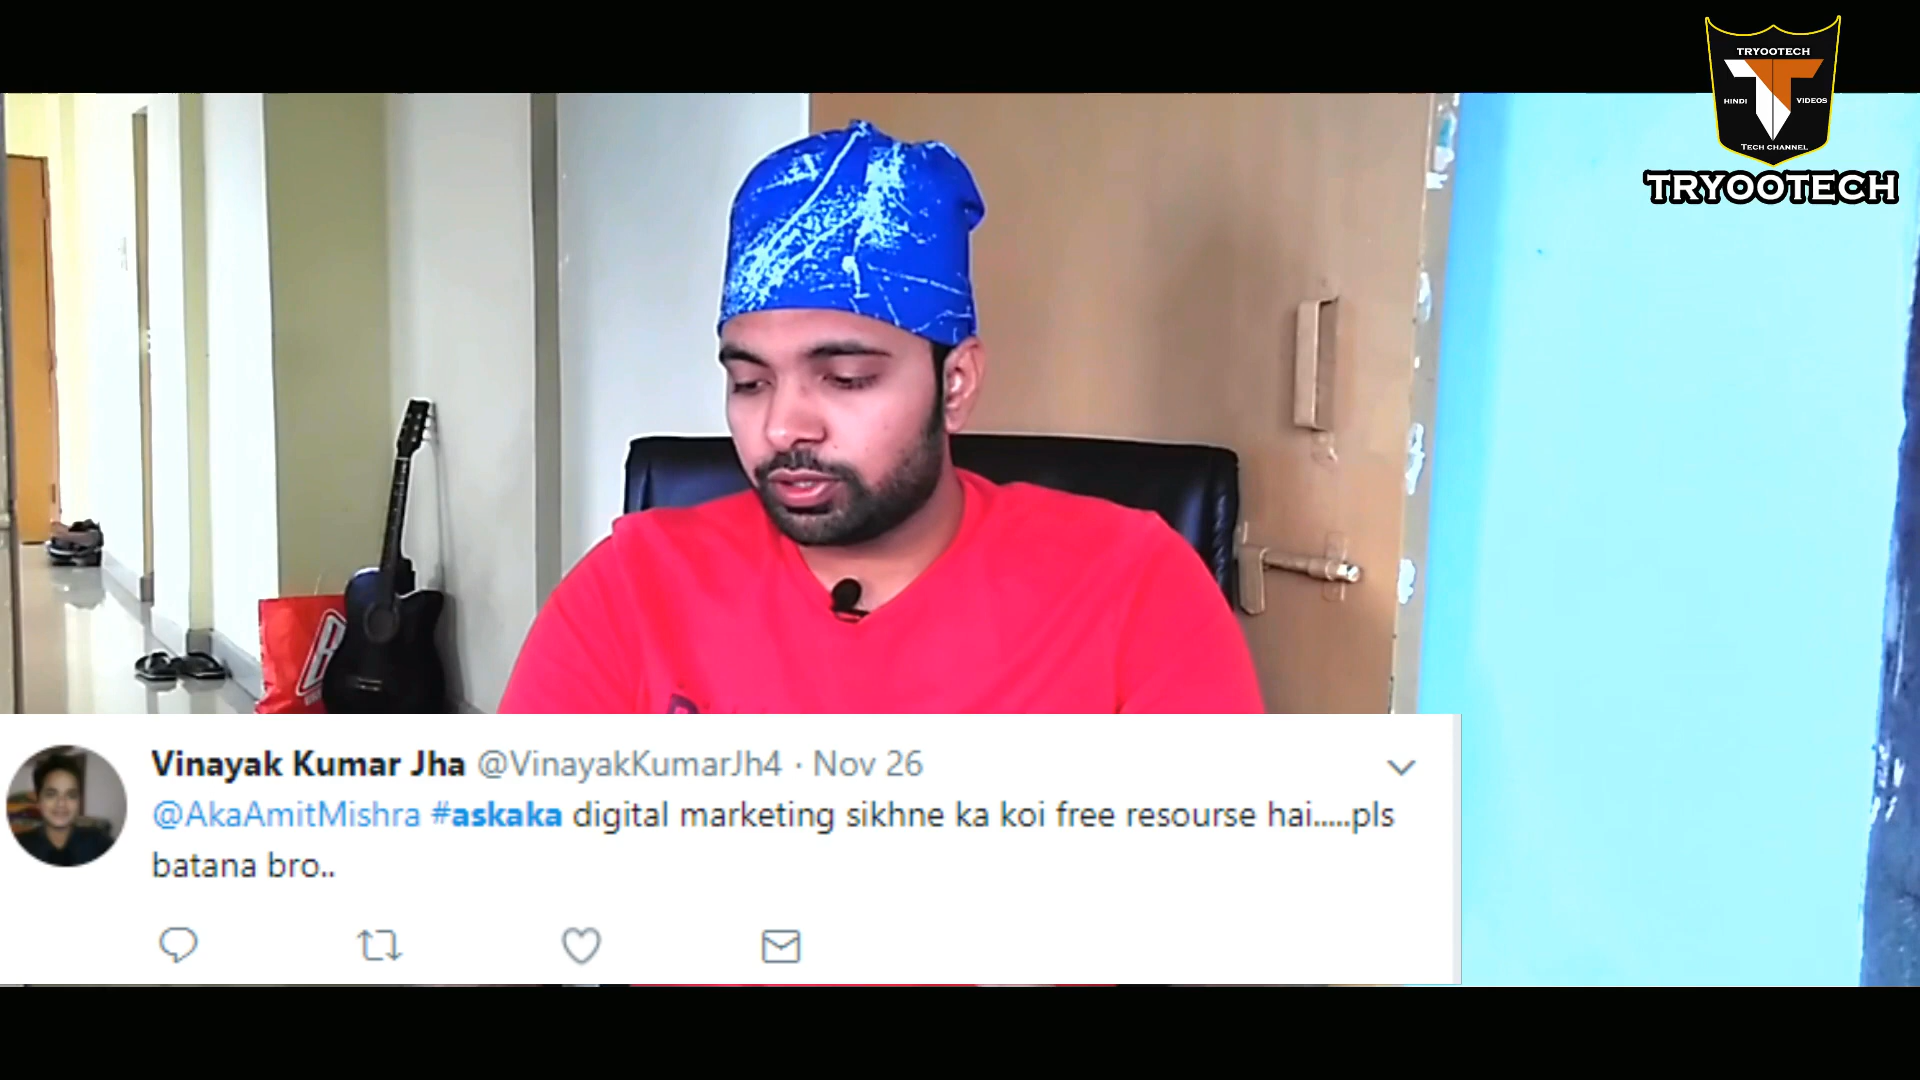 TRYOOTECH
HINDI VIDEOS
TECH CHANNEL
TRYOOTECH
Vinayak Kumar Jha @VinayakKumarJh4 · Nov 26
@AkaAmitMishra #askaka digital marketing sikhne ka koi free resourse hai.....pls
batana bro..